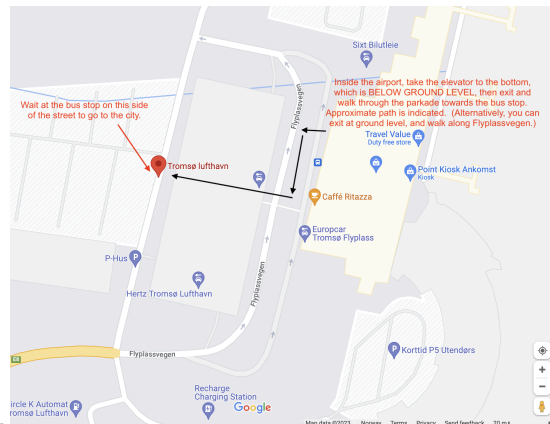 Sixt Bilutleie
Inside the airport, take the elevator to the bottom,
which is BELOW GROUND LEVEL, then exit and
walk through the parkade towards the bus stop.
Approximate path is indicated. (Alternatively, you can
exit at ground level, and walk along Flyplassvegen.)
Wait at the bus stop on this side
of the street to go to the city.
Flyplassvegen
Travel Value
Duty free store
Tromsø lufthavn
Point Kiosk Ankomst
Kiosk
Caffé Ritazza
Europcar
Tromsø Flyplass
P-Hus
P
Flyplassvegen
Hertz Tromsø Lufthavn
Flyplassvegen
P
Korttid P5 Utendørs
Recharge
Charging Station
ircle K Automat
romsø Lufthavn
Google
Map data ©2023 Norway Terms Privacy Send feedback 20 m